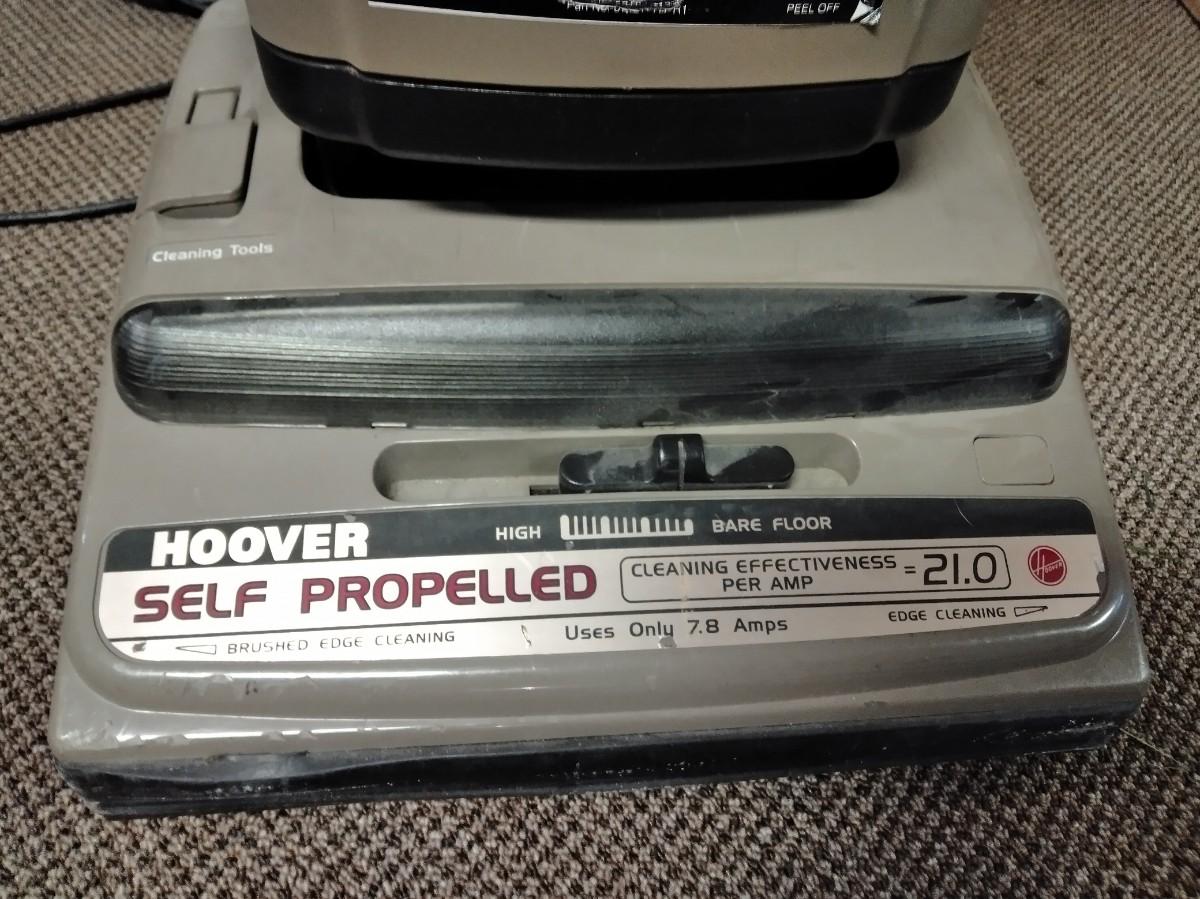 PEEL OFF
Cleaning Tools
HOOVER
HIGH BARE FLOOR
SELF PROPELLED
CLEANING EFFECTIVENESS
PER AMP
= 21.0
HOOVER
BRUSHED EDGE CLEANING
Uses Only 7.8 Amps
EDGE CLEANING